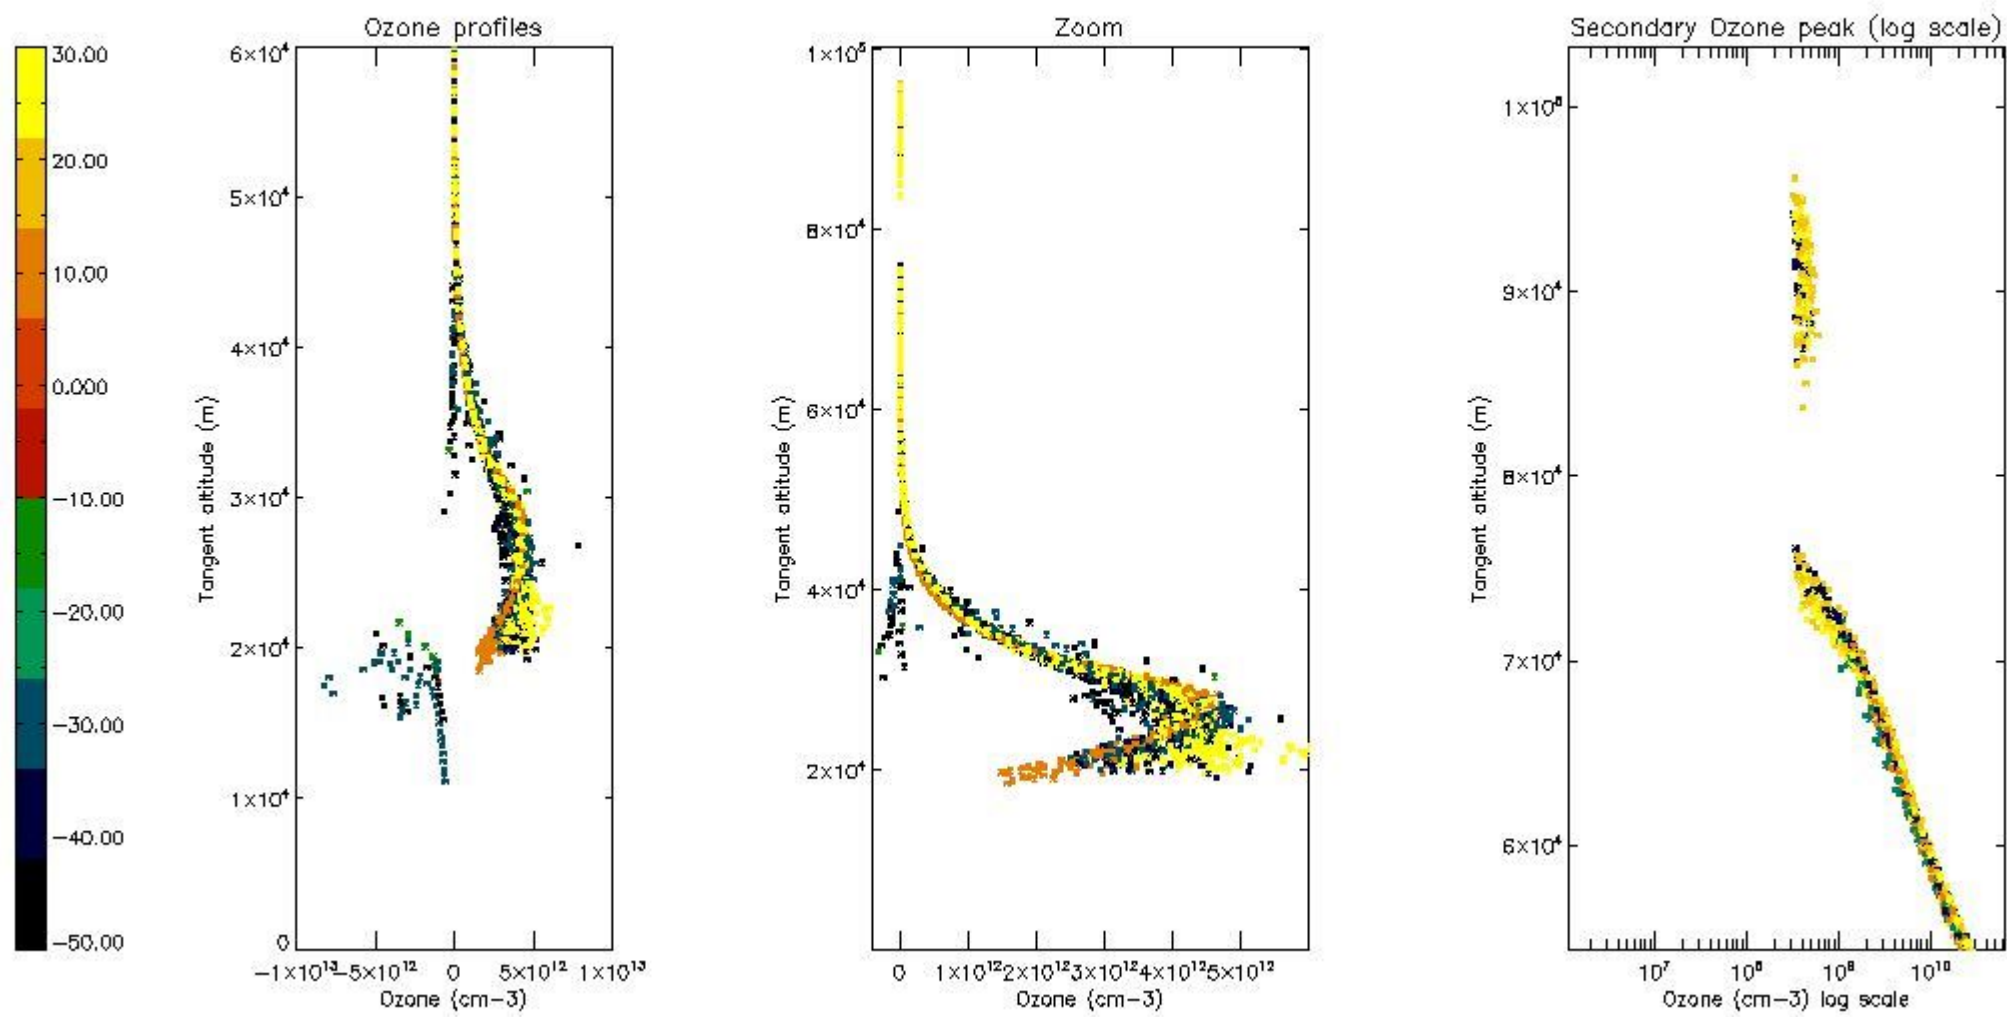 Ozone profiles
Zoom
Secondary Ozone peak (log scale)
30.00
20.00
10.00
0.000
−10.00
−20.00
−30.00
−40.00
−50.00
6×10⁴
5×10⁴
4×10⁴
3×10⁴
2×10⁴
1×10⁴
0
Tangent altitude (m)
−1×10¹³ −5×10¹² 0 5×10¹² 1×10¹³
Ozone (cm−3)
1×10⁵
8×10⁴
6×10⁴
4×10⁴
2×10⁴
Tangent altitude (m)
0 1×10¹² 2×10¹² 3×10¹² 4×10¹² 5×10¹²
Ozone (cm−3)
1×10⁵
9×10⁴
8×10⁴
7×10⁴
6×10⁴
Tangent altitude (m)
10⁷ 10⁸ 10⁹ 10¹⁰
Ozone (cm−3) log scale